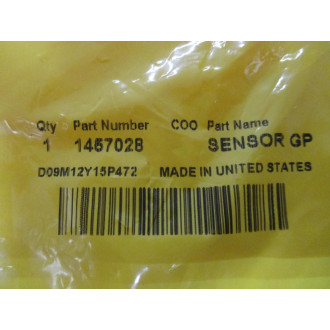 Qty Part Number COO Part Name
1 1457028 SENSOR GP
D09M12Y15P472 MADE IN UNITED STATES